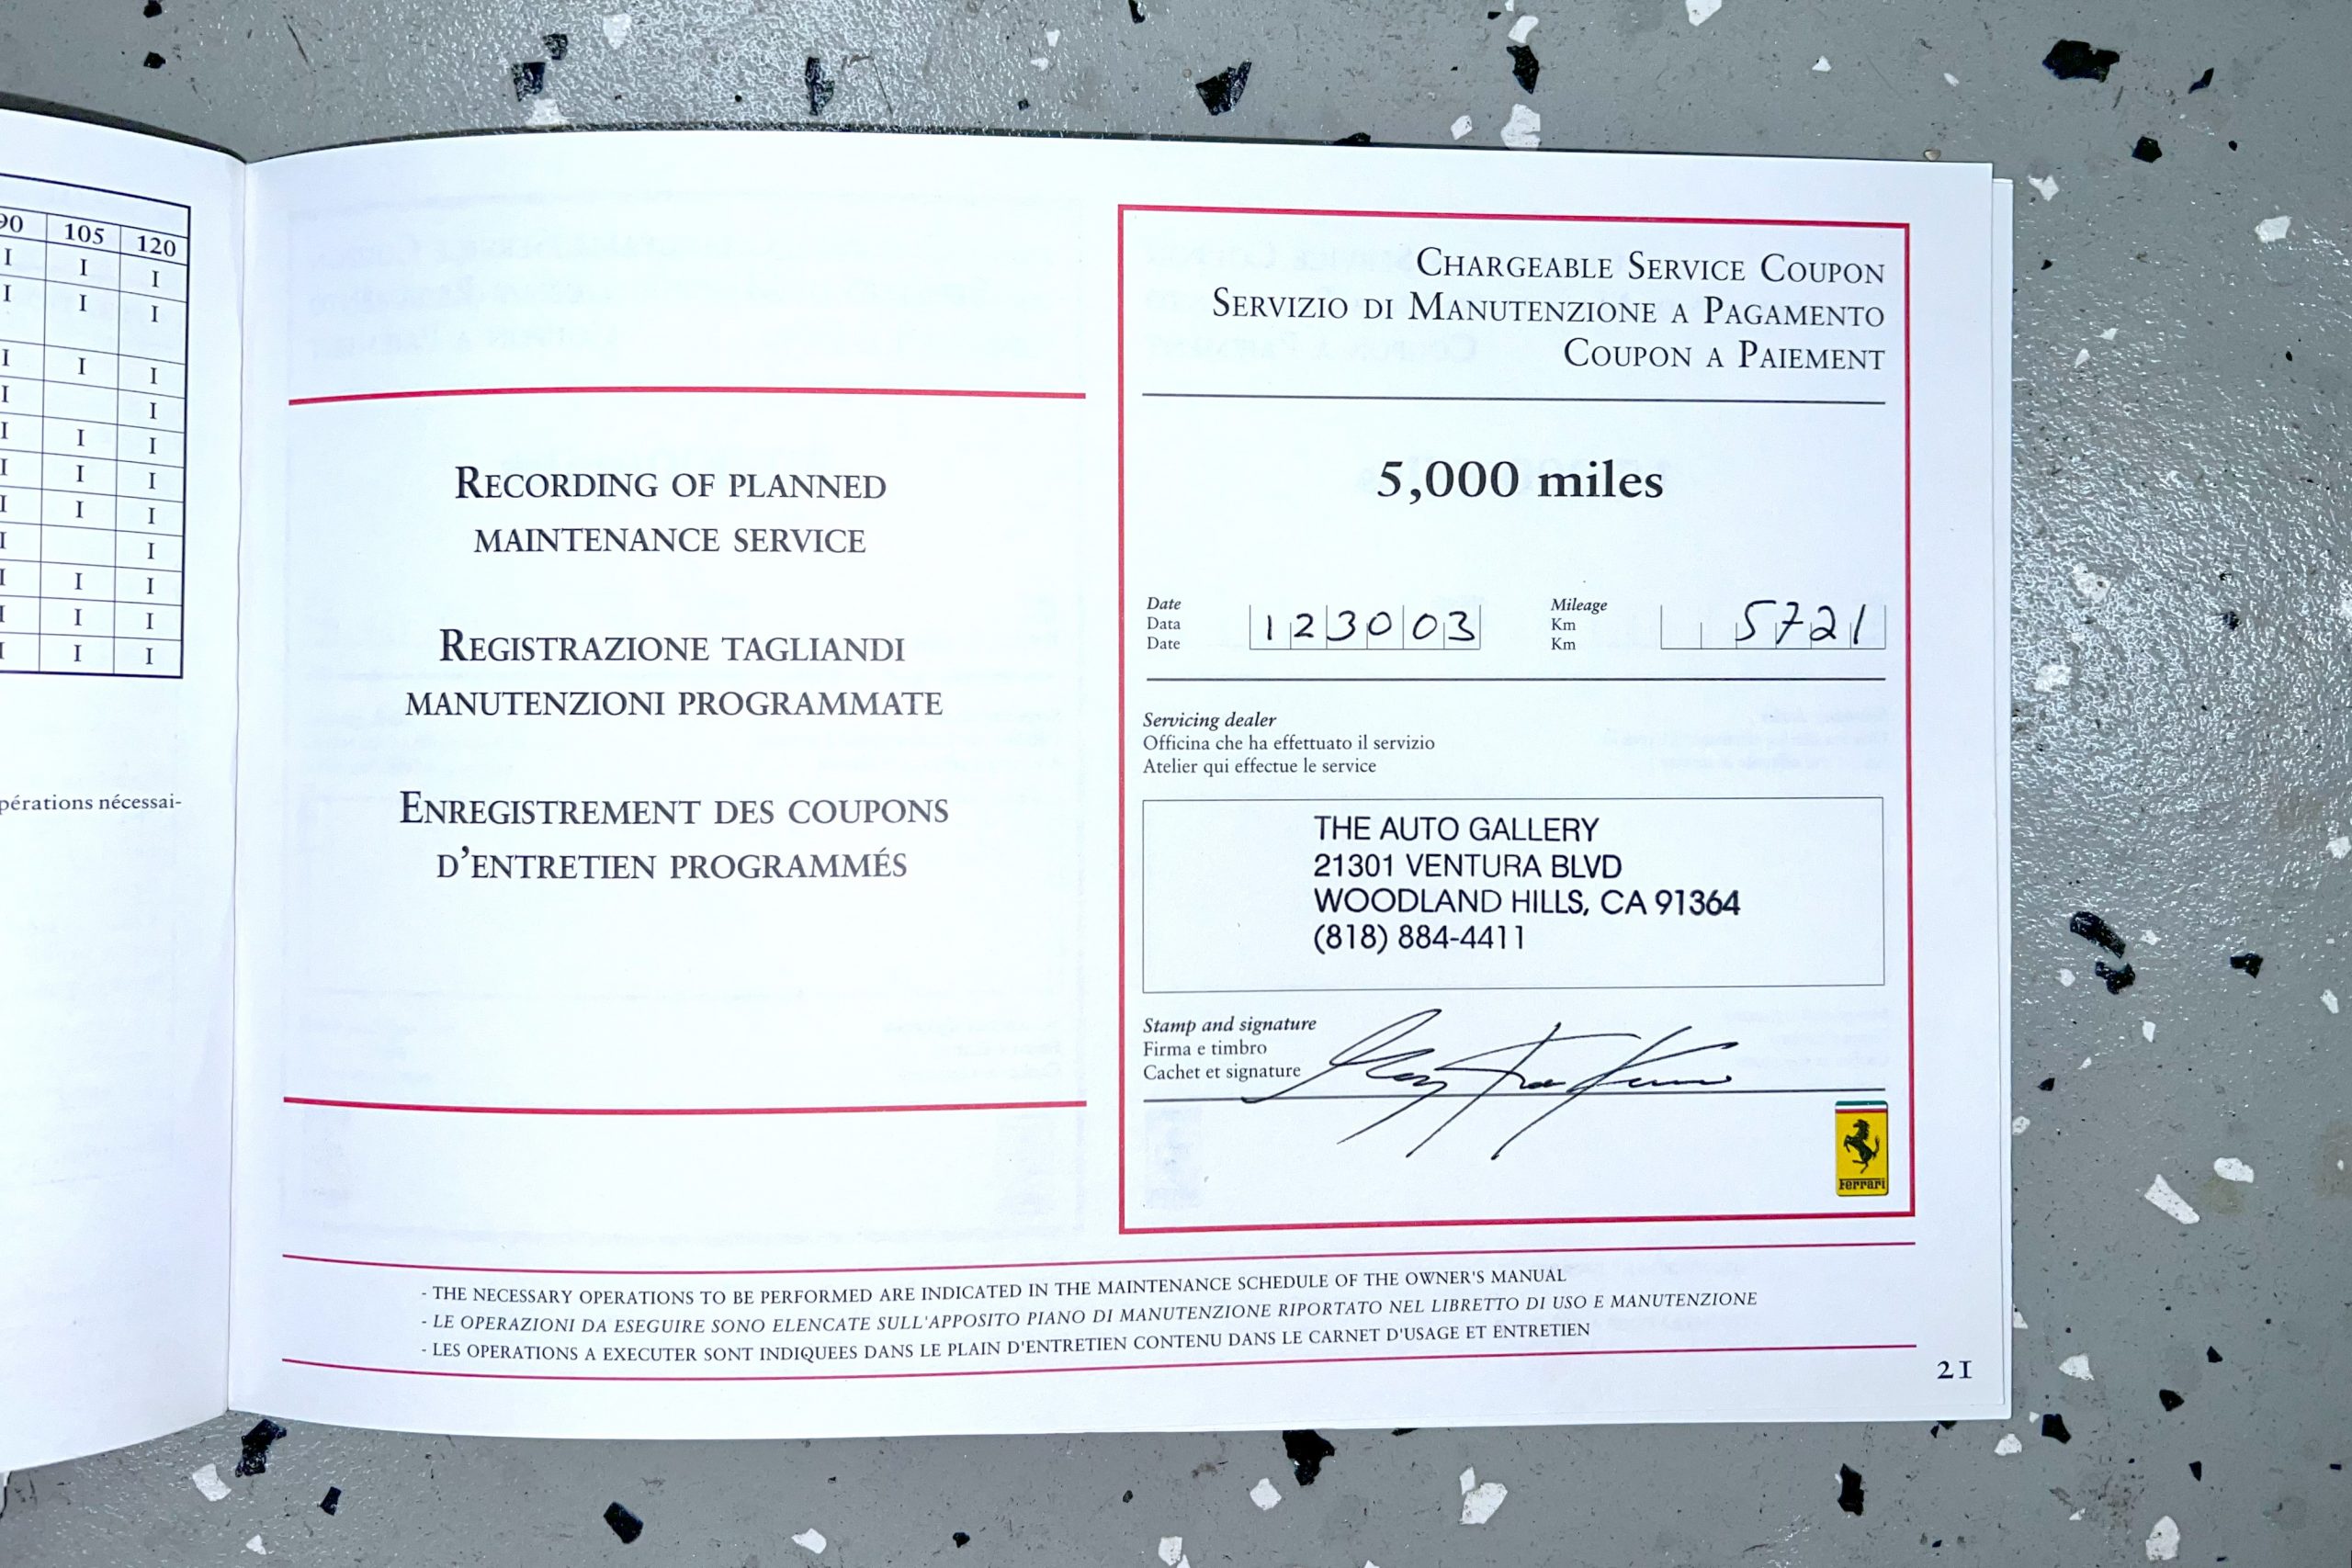 90 105 120
I I I
I I I
I I I
I I
I I I
I I I
I I I
I I
I I I
I I I
I I I
pérations nécessai-
RECORDING OF PLANNED
MAINTENANCE SERVICE
REGISTRAZIONE TAGLIANDI
MANUTENZIONI PROGRAMMATE
ENREGISTREMENT DES COUPONS
D'ENTRETIEN PROGRAMMÉS
CHARGEABLE SERVICE COUPON
SERVIZIO DI MANUTENZIONE A PAGAMENTO
COUPON A PAIEMENT
5,000 miles
Date
Data
Date
123003
Mileage
Km
Km
5721
Servicing dealer
Officina che ha effettuato il servizio
Atelier qui effectue le service
THE AUTO GALLERY
21301 VENTURA BLVD
WOODLAND HILLS, CA 91364
(818) 884-4411
Stamp and signature
Firma e timbro
Cachet et signature
Ferrari
- THE NECESSARY OPERATIONS TO BE PERFORMED ARE INDICATED IN THE MAINTENANCE SCHEDULE OF THE OWNER'S MANUAL
- LE OPERAZIONI DA ESEGUIRE SONO ELENCATE SULL'APPOSITO PIANO DI MANUTENZIONE RIPORTATO NEL LIBRETTO DI USO E MANUTENZIONE
- LES OPERATIONS A EXECUTER SONT INDIQUEES DANS LE PLAIN D'ENTRETIEN CONTENU DANS LE CARNET D'USAGE ET ENTRETIEN
21